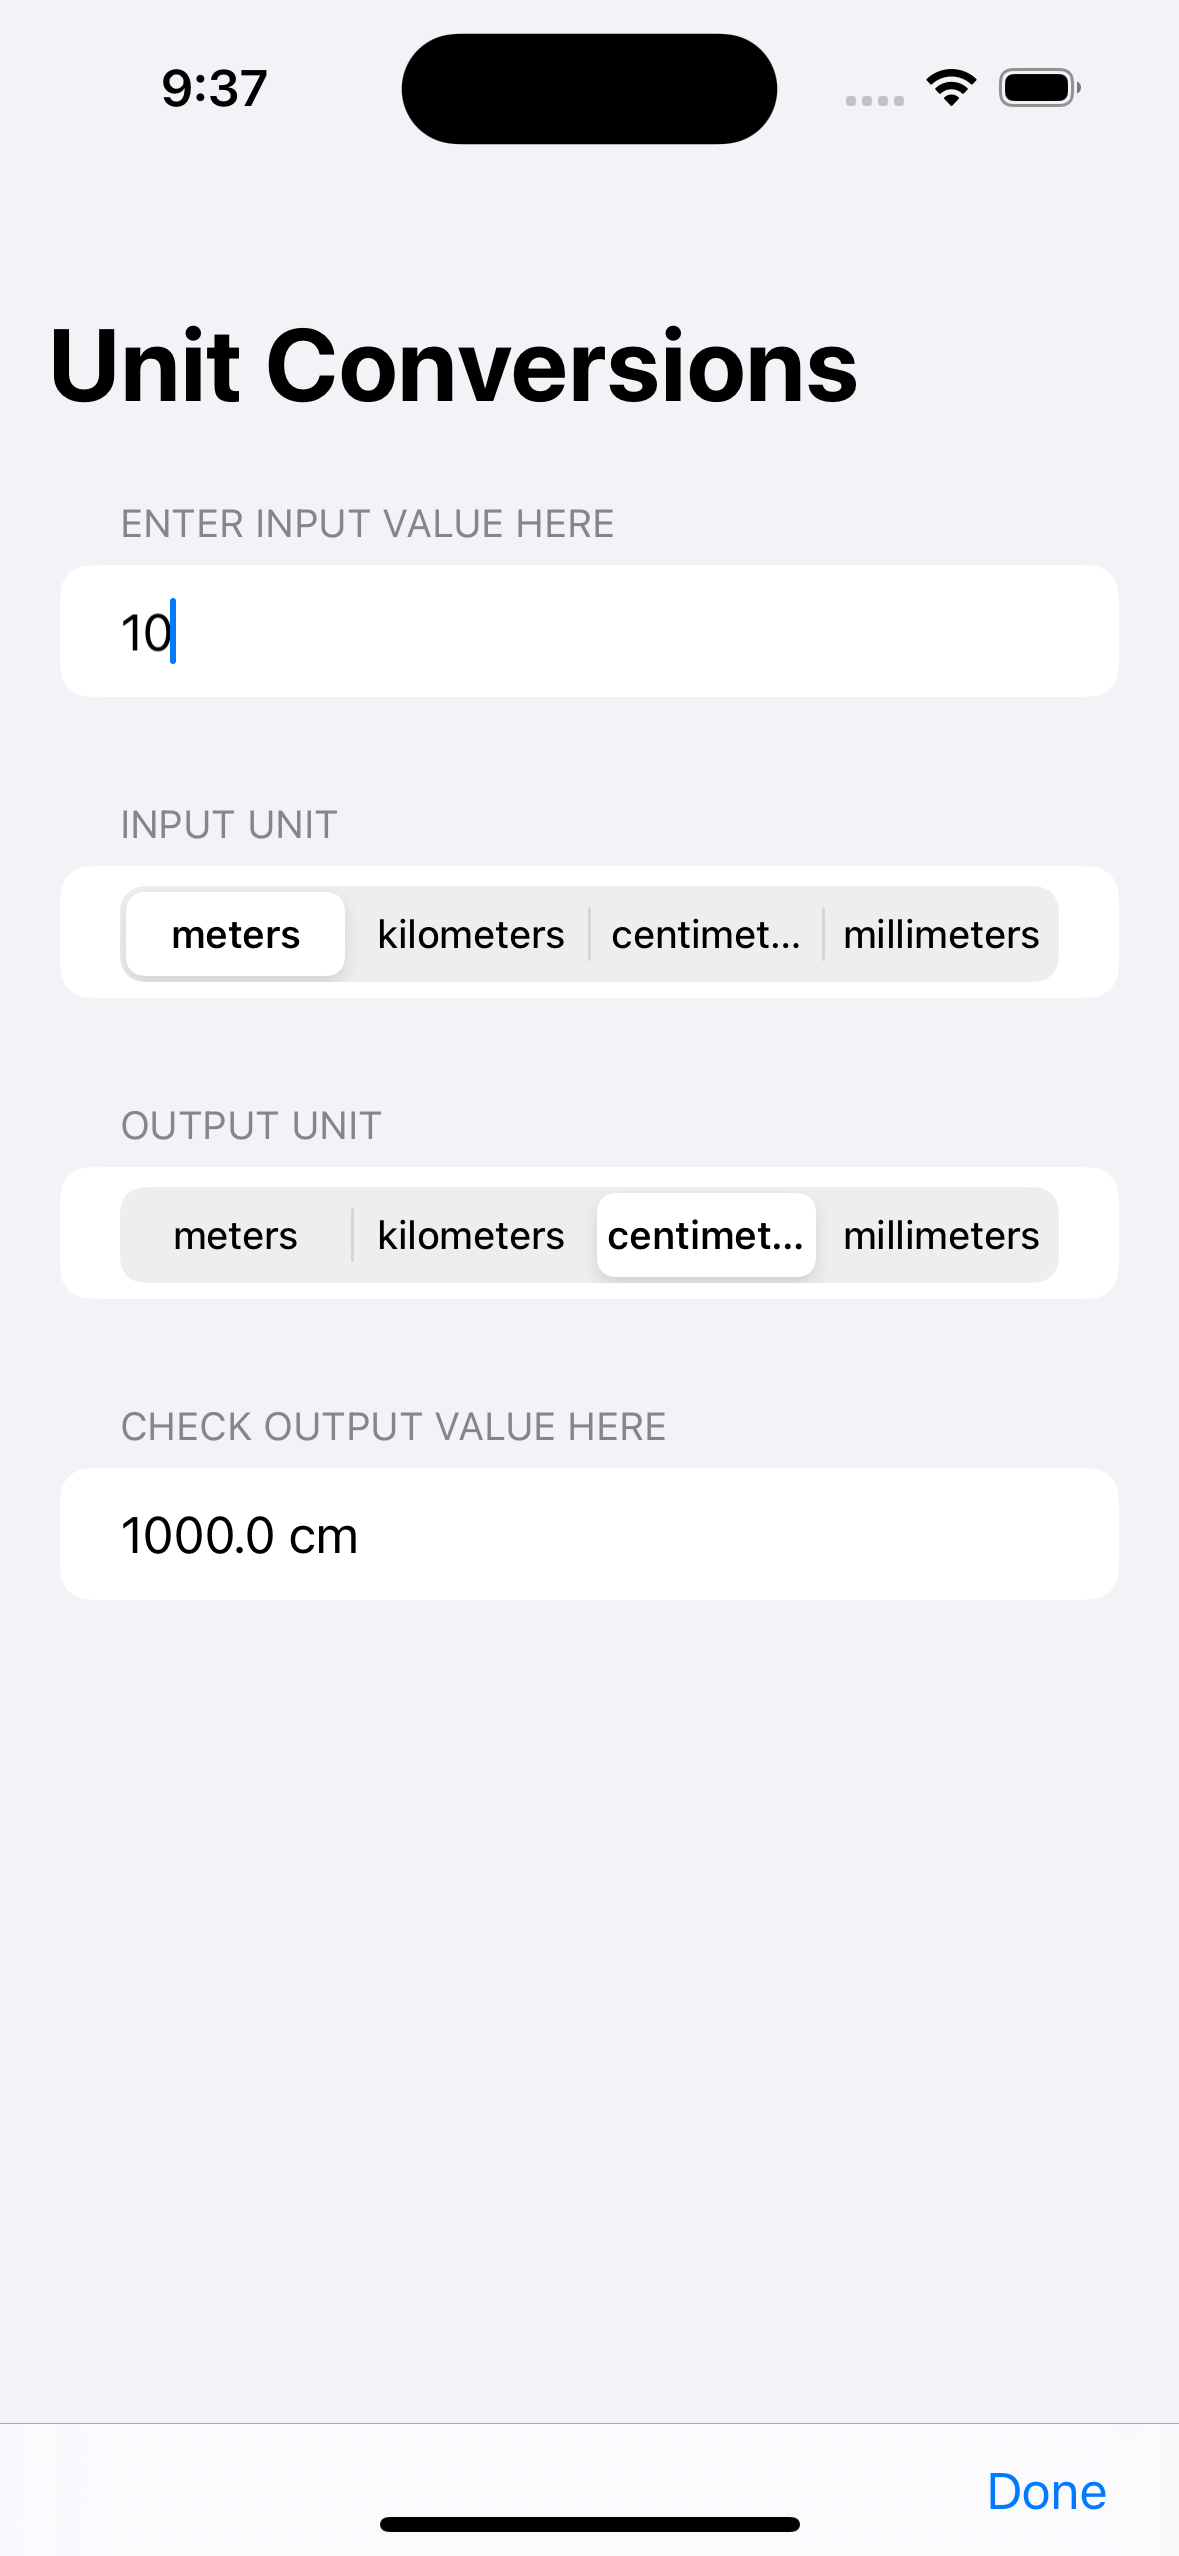 9:37
Unit Conversions
ENTER INPUT VALUE HERE
10
INPUT UNIT
meters kilometers centimet... millimeters
OUTPUT UNIT
meters kilometers centimet... millimeters
CHECK OUTPUT VALUE HERE
1000.0 cm
Done